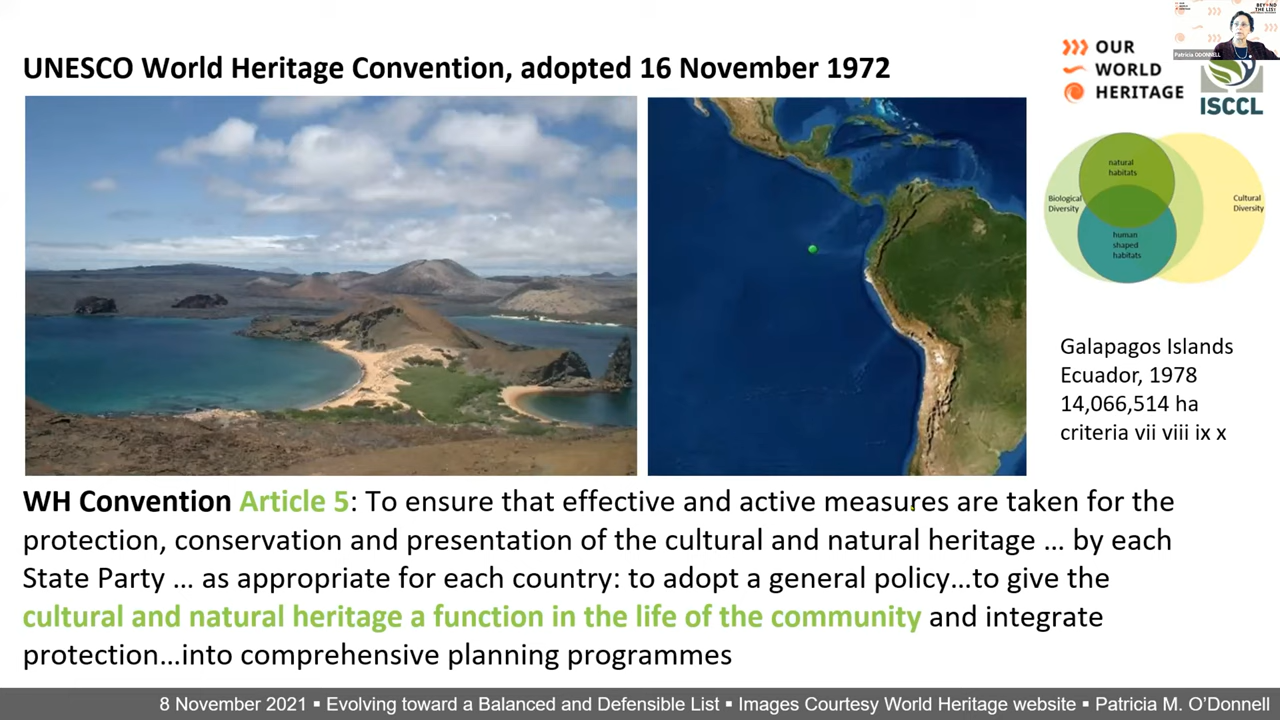 UNESCO World Heritage Convention, adopted 16 November 1972
Patricia ODONNELL
OUR
WORLD
HERITAGE
ISCCL
natural
habitats
Biological
Diversity
Cultural
Diversity
human
shaped
habitats
Galapagos Islands
Ecuador, 1978
14,066,514 ha
criteria vii viii ix x
WH Convention Article 5: To ensure that effective and active measures are taken for the
protection, conservation and presentation of the cultural and natural heritage … by each
State Party … as appropriate for each country: to adopt a general policy…to give the
cultural and natural heritage a function in the life of the community and integrate
protection…into comprehensive planning programmes
8 November 2021 ▪ Evolving toward a Balanced and Defensible List ▪ Images Courtesy World Heritage website ▪ Patricia M. O’Donnell